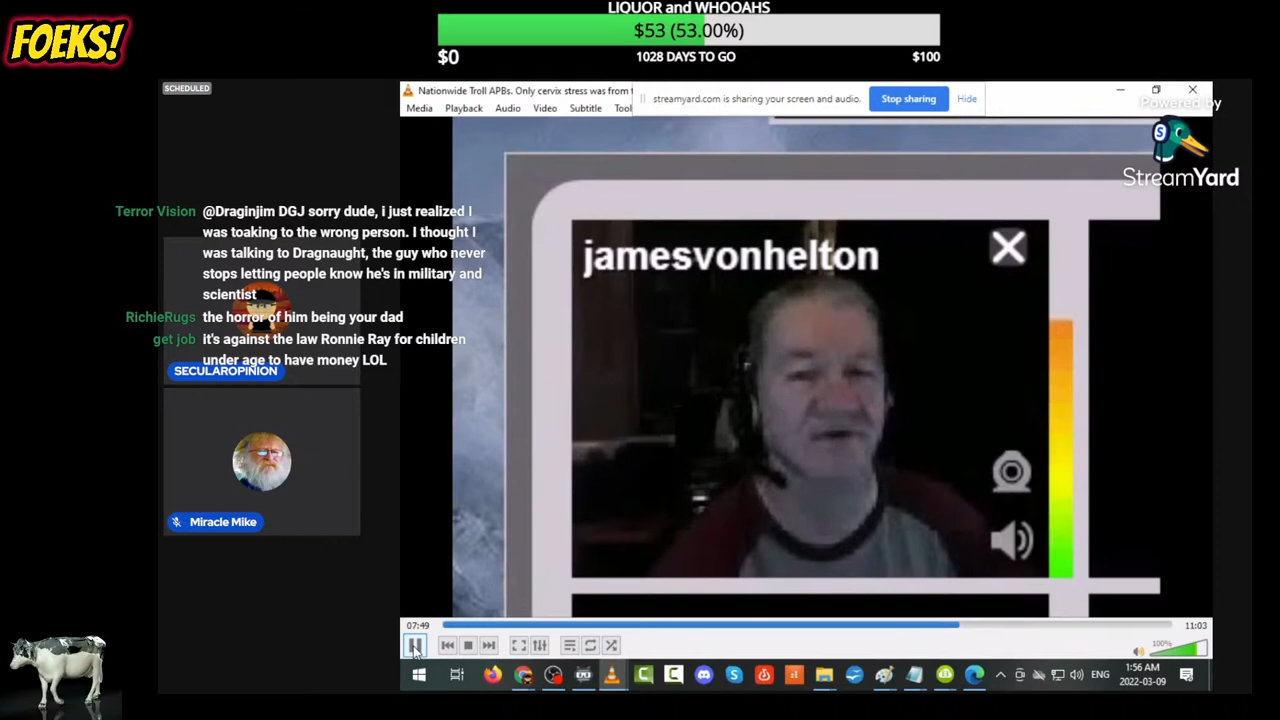 FOEKS!
LIQUOR and WHOOAHS
$53 (53.00%)
$0
1028 DAYS TO GO
$100
SCHEDULED
Nationwide Troll APBs. Only cervix stress was from t
streamyard.com is sharing your screen and audio.
Stop sharing
Hide
Media Playback Audio Video Subtitle Tool
Powered by
StreamYard
jamesvonhelton
Terror Vision @Draginjim DGJ sorry dude, i just realized I
was toaking to the wrong person. I thought I
was talking to Dragnaught, the guy who never
stops letting people know he's in military and
scientist
RichieRugs the horror of him being your dad
get job it's against the law Ronnie Ray for children
under age to have money LOL
SECULAROPINION
Miracle Mike
07:49
11:03
100%
ENG
1:56 AM
2022-03-09